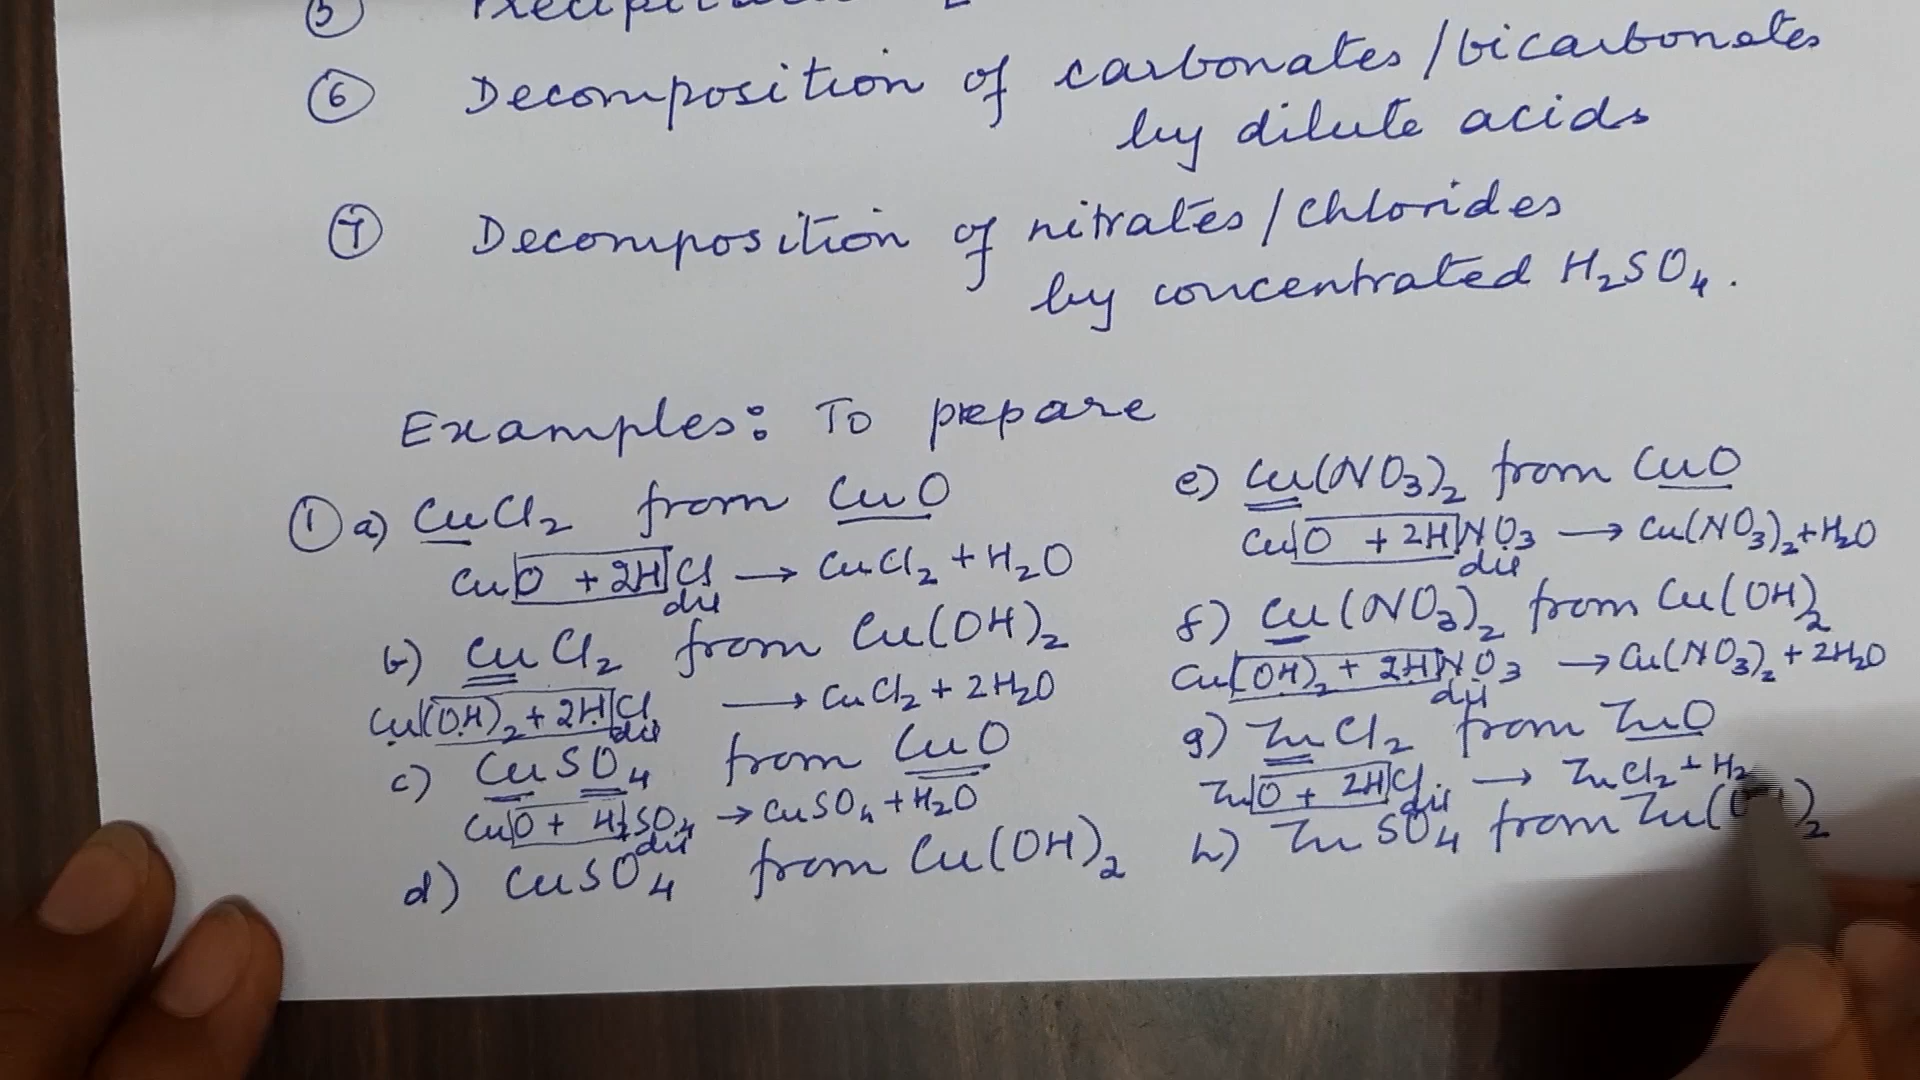 5
6 Decomposition of carbonates/bicarbonates
by dilute acids
7 Decomposition of nitrates/chlorides
by concentrated H₂SO₄.
Examples: To prepare
1 a) CuCl₂ from CuO
CuO + 2HCl dil → CuCl₂ + H₂O
b) CuCl₂ from Cu(OH)₂
Cu(OH)₂ + 2HCl dil → CuCl₂ + 2H₂O
c) CuSO₄ from CuO
CuO + H₂SO₄ dil → CuSO₄ + H₂O
d) CuSO₄ from Cu(OH)₂
e) Cu(NO₃)₂ from CuO
CuO + 2HNO₃ dil → Cu(NO₃)₂ + H₂O
f) Cu(NO₃)₂ from Cu(OH)₂
Cu(OH)₂ + 2HNO₃ dil → Cu(NO₃)₂ + 2H₂O
g) ZnCl₂ from ZnO
ZnO + 2HCl dil → ZnCl₂ + H₂
h) ZnSO₄ from